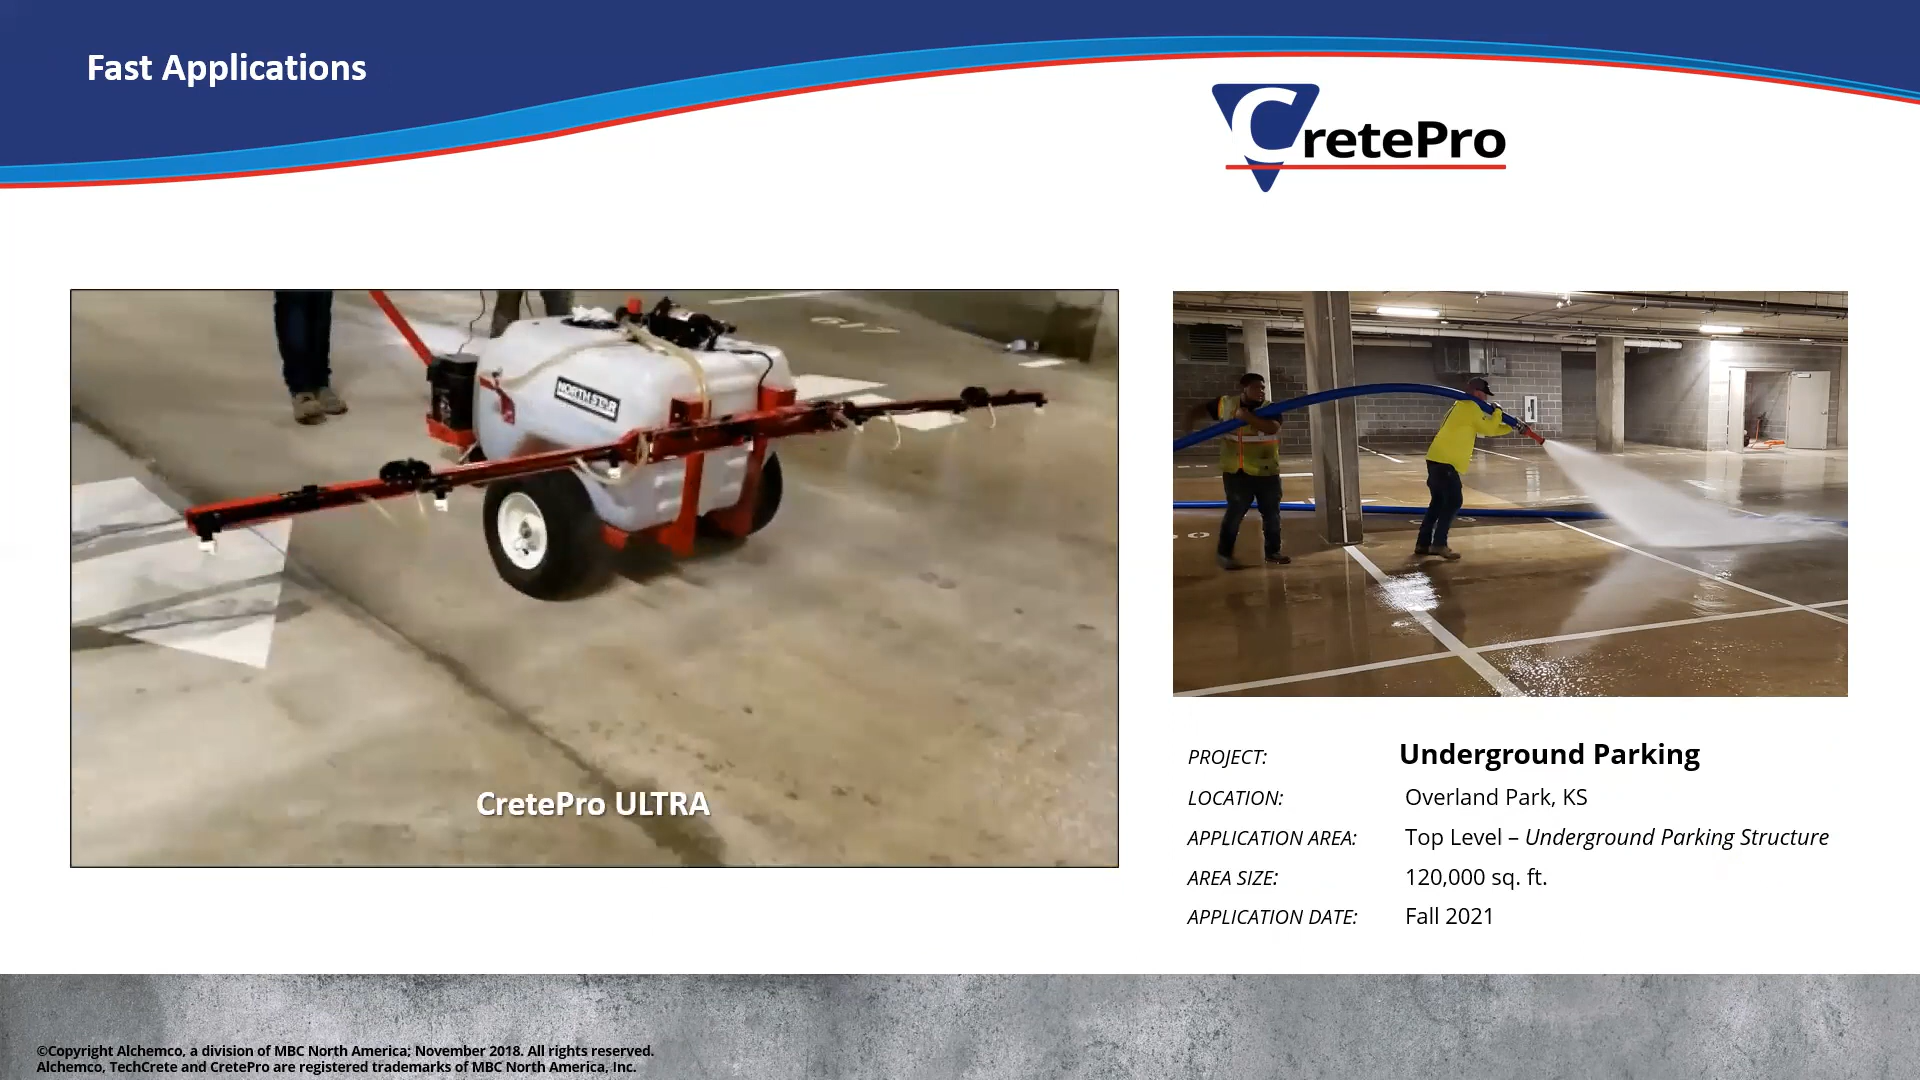 Fast Applications
CretePro
NORTHSTAR
617
CretePro ULTRA
PROJECT: Underground Parking
LOCATION: Overland Park, KS
APPLICATION AREA: Top Level – Underground Parking Structure
AREA SIZE: 120,000 sq. ft.
APPLICATION DATE: Fall 2021
©Copyright Alchemco, a division of MBC North America; November 2018. All rights reserved.
Alchemco, TechCrete and CretePro are registered trademarks of MBC North America, Inc.